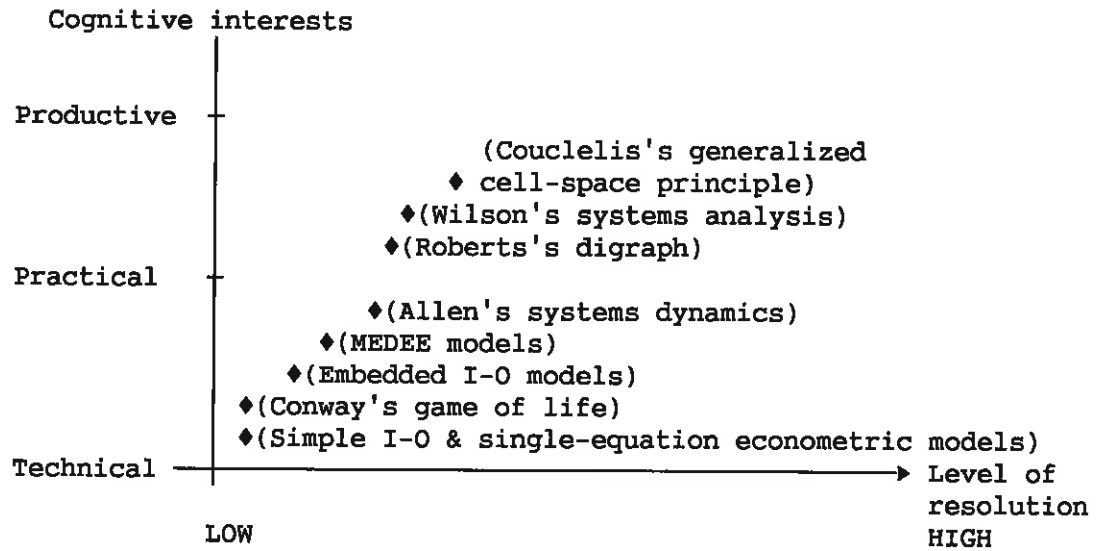 Cognitive interests
Productive
(Couclelis's generalized
cell-space principle)
(Wilson's systems analysis)
(Roberts's digraph)
Practical
(Allen's systems dynamics)
(MEDEE models)
(Embedded I-O models)
(Conway's game of life)
(Simple I-O & single-equation econometric models)
Technical
Level of
resolution
LOW
HIGH